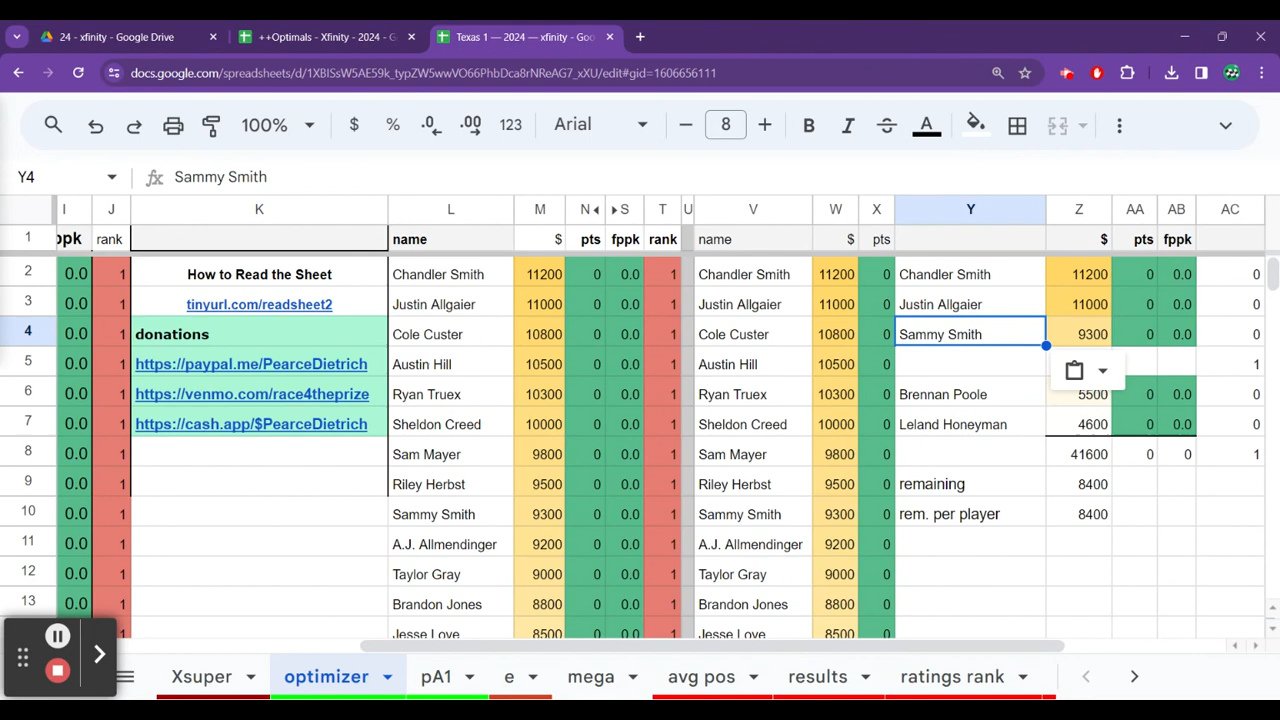 24 - xfinity - Google Drive ++Optimals - Xfinity - 2024 - G Texas 1 — 2024 — xfinity - Goo
docs.google.com/spreadsheets/d/1XBISsW5AE59k_typZW5wwVO66PhbDca8rNReAG7_xXU/edit#gid=1606656111
100% $ % .0 .00 123 Arial 8 B I S A
Y4 fx Sammy Smith
I J K L M N S T U V W X Y Z AA AB AC
1 ppk rank name $ pts fppk rank name $ pts $ pts fppk
2 0.0 1 How to Read the Sheet Chandler Smith 11200 0 0.0 1 Chandler Smith 11200 0 Chandler Smith 11200 0 0.0 0
3 0.0 1 tinyurl.com/readsheet2 Justin Allgaier 11000 0 0.0 1 Justin Allgaier 11000 0 Justin Allgaier 11000 0 0.0 0
4 0.0 1 donations Cole Custer 10800 0 0.0 1 Cole Custer 10800 0 Sammy Smith 9300 0 0.0 0
5 0.0 1 https://paypal.me/PearceDietrich Austin Hill 10500 0 0.0 1 Austin Hill 10500 0 1
6 0.0 1 https://venmo.com/race4theprize Ryan Truex 10300 0 0.0 1 Ryan Truex 10300 0 Brennan Poole 5500 0 0.0 0
7 0.0 1 https://cash.app/$PearceDietrich Sheldon Creed 10000 0 0.0 1 Sheldon Creed 10000 0 Leland Honeyman 4600 0 0.0 0
8 0.0 1 Sam Mayer 9800 0 0.0 1 Sam Mayer 9800 0 41600 0 0 1
9 0.0 1 Riley Herbst 9500 0 0.0 1 Riley Herbst 9500 0 remaining 8400
10 0.0 1 Sammy Smith 9300 0 0.0 1 Sammy Smith 9300 0 rem. per player 8400
11 0.0 1 A.J. Allmendinger 9200 0 0.0 1 A.J. Allmendinger 9200 0
12 0.0 1 Taylor Gray 9000 0 0.0 1 Taylor Gray 9000 0
13 0.0 1 Brandon Jones 8800 0 0.0 1 Brandon Jones 8800 0
Jesse Love 8500 0 0.0 1 Jesse Love 8500 0
Xsuper optimizer pA1 e mega avg pos results ratings rank